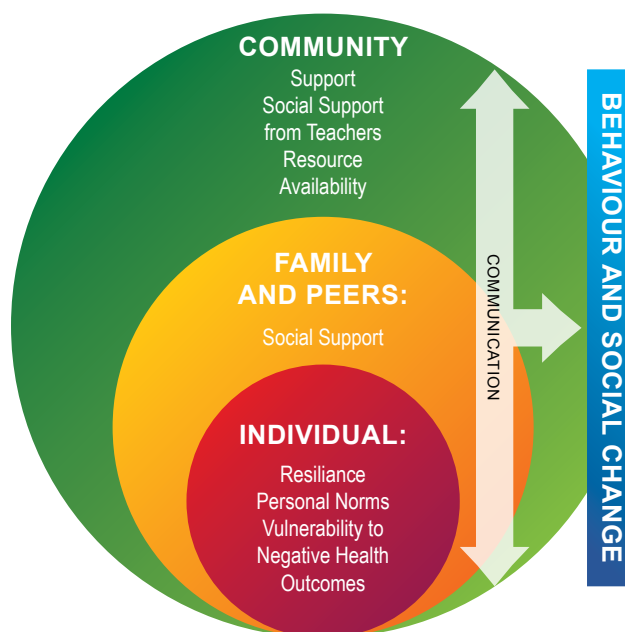 COMMUNITY
Support
Social Support
from Teachers
Resource
Availability
FAMILY
AND PEERS:
Social Support
INDIVIDUAL:
Resiliance
Personal Norms
Vulnerability to
Negative Health
Outcomes
COMMUNICATION
BEHAVIOUR AND SOCIAL CHANGE